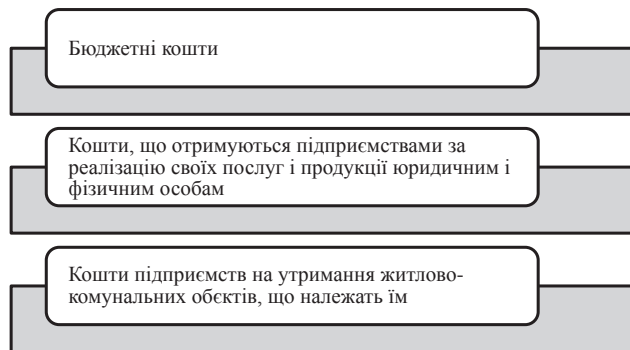 Бюджетні кошти
Кошти, що отримуються підприємствами за
реалізацію своїх послуг і продукції юридичним і
фізичним особам
Кошти підприємств на утримання житлово-
комунальних обєктів, що належать їм